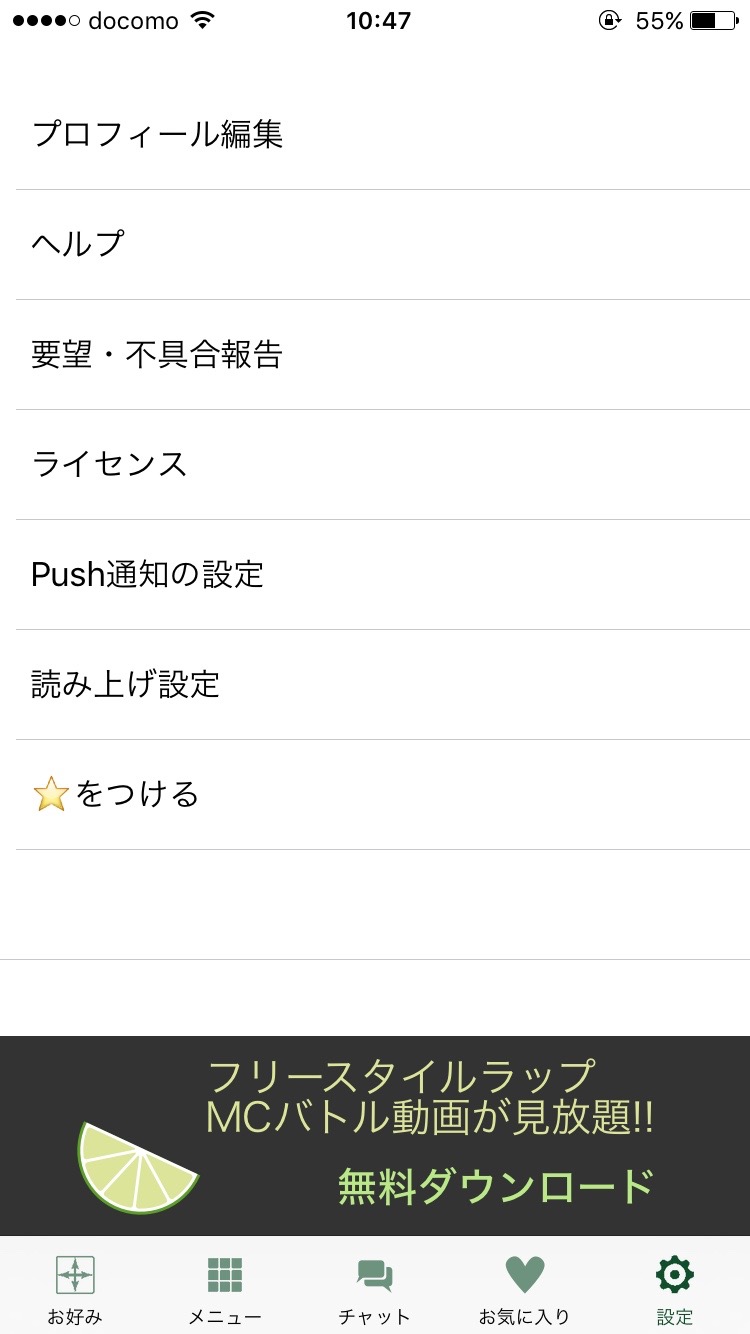 docomo 10:47 55%
プロフィール編集
ヘルプ
要望・不具合報告
ライセンス
Push通知の設定
読み上げ設定
⭐をつける
フリースタイルラップ
MCバトル動画が見放題!!
無料ダウンロード
お好み メニュー チャット お気に入り 設定